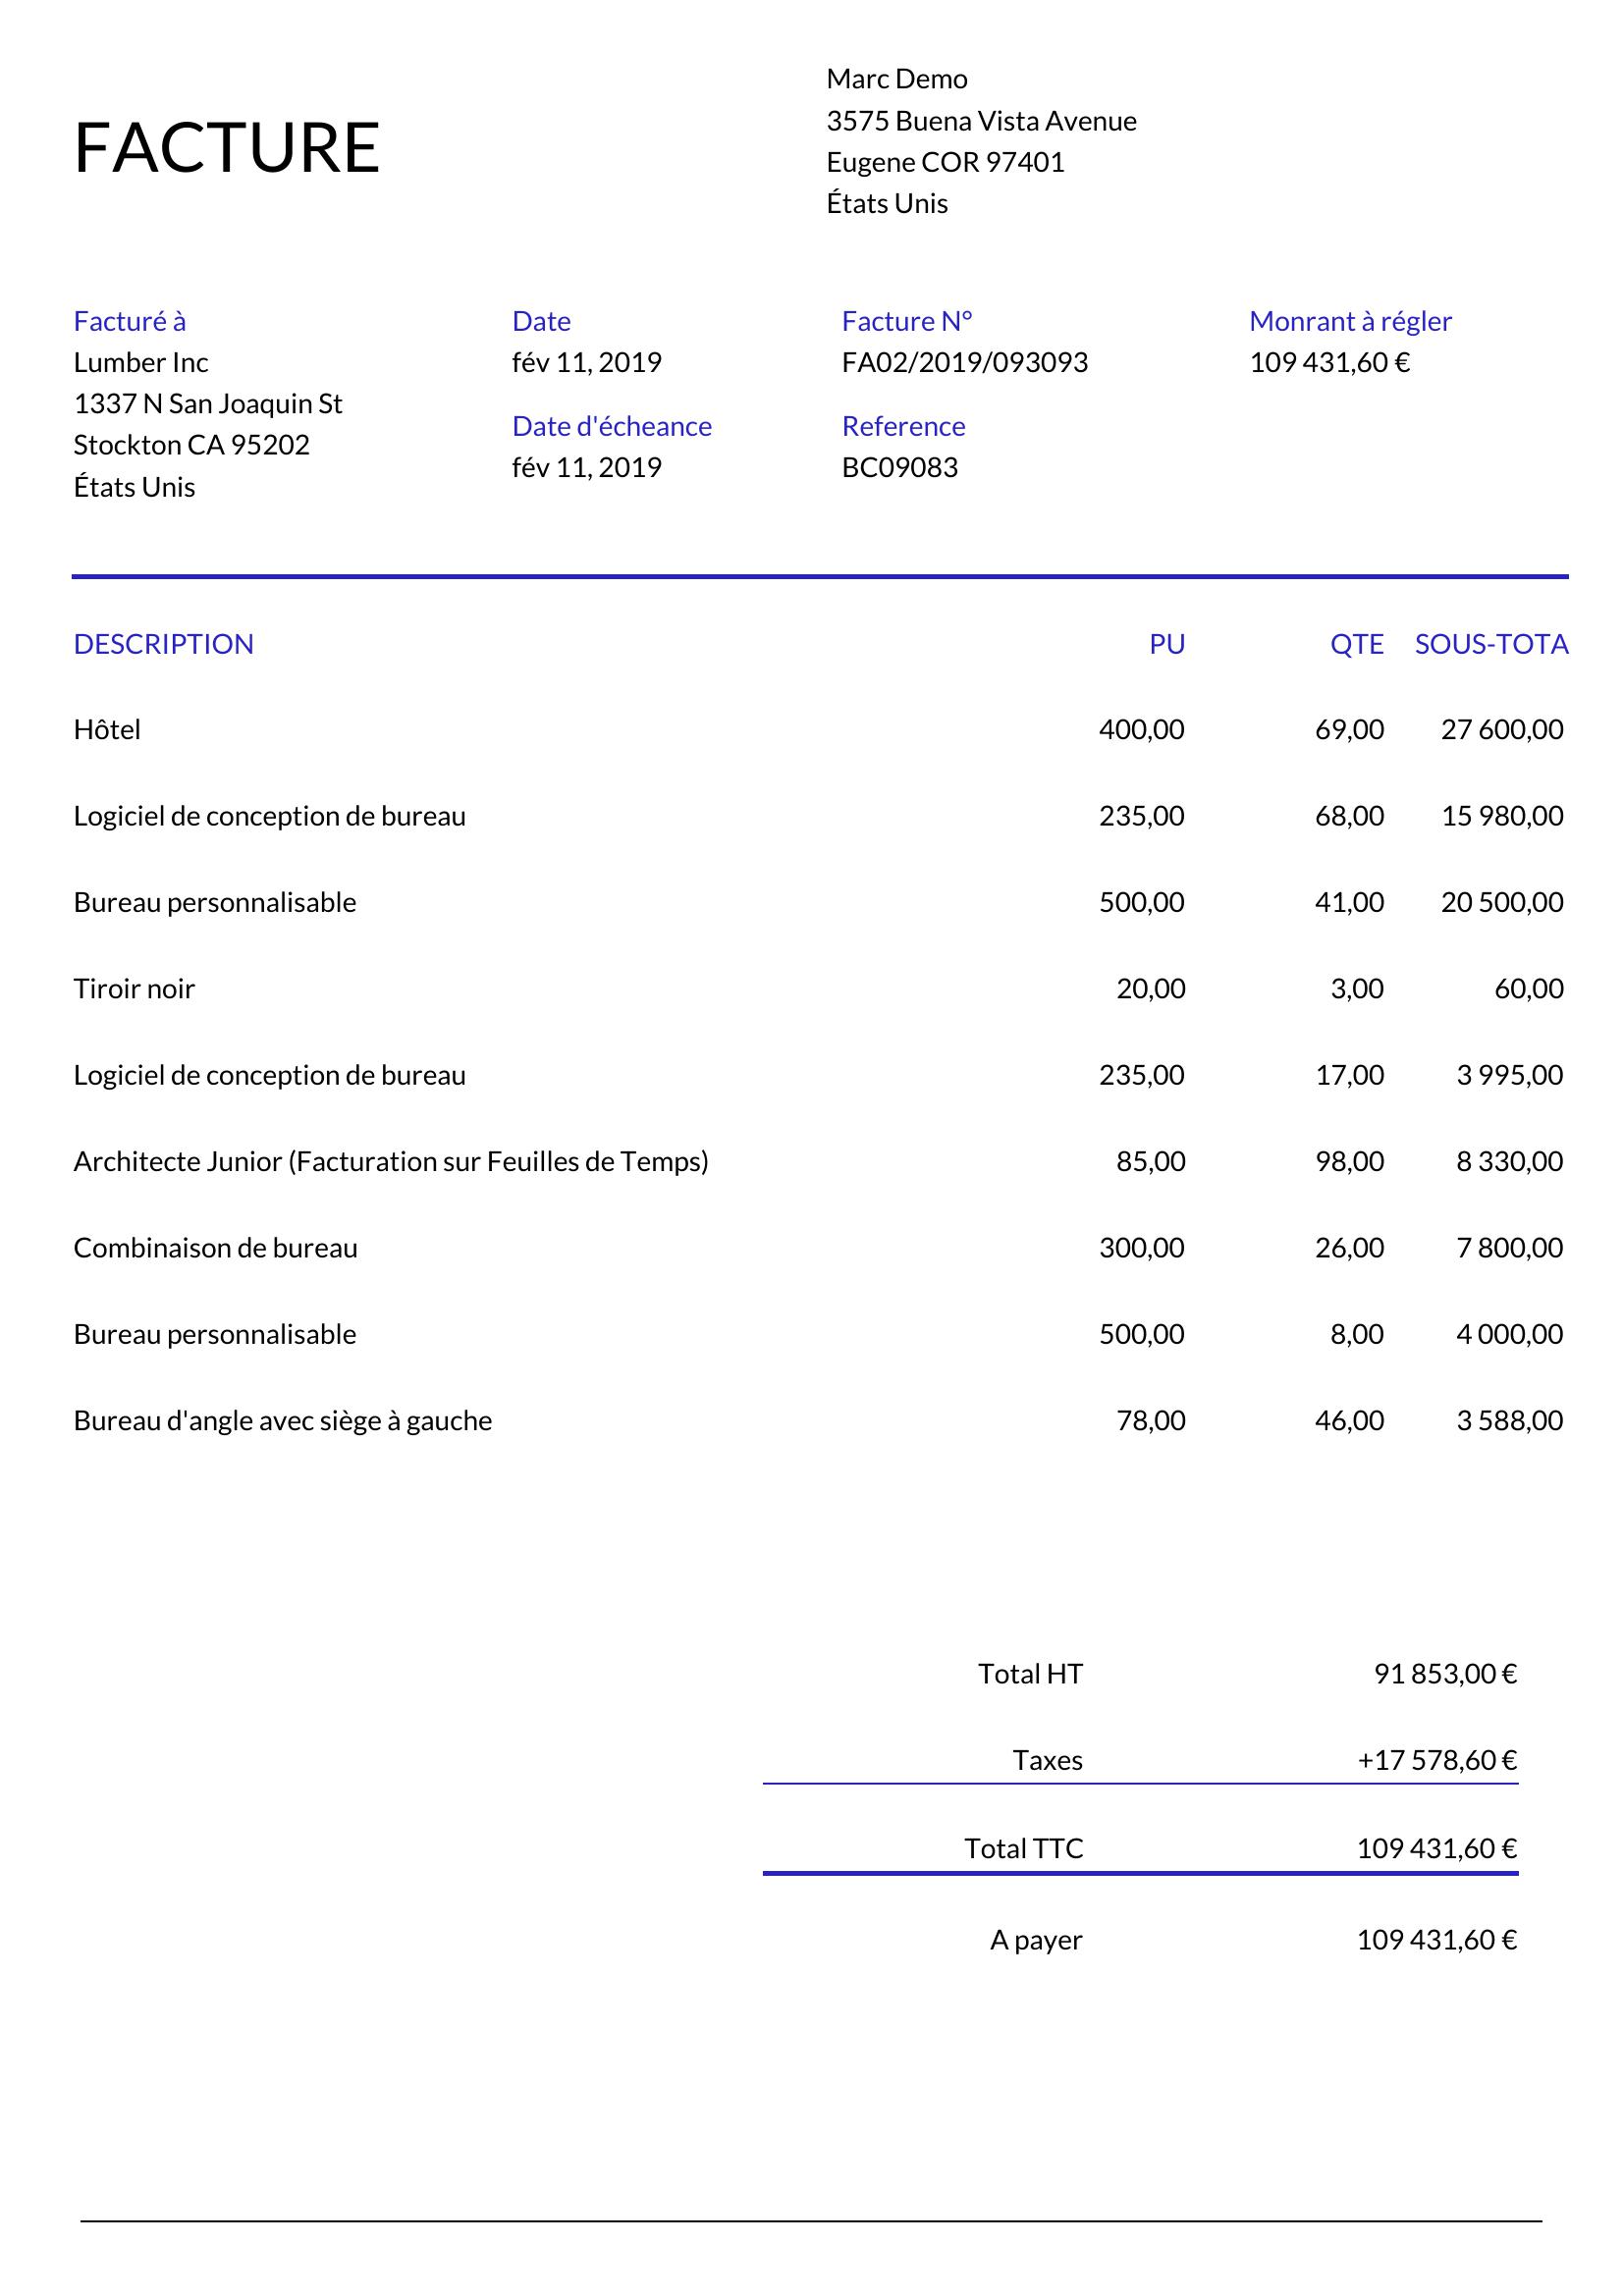 Marc Demo
3575 Buena Vista Avenue
Eugene COR 97401
États Unis
FACTURE
Facturé à
Lumber Inc
1337 N San Joaquin St
Stockton CA 95202
États Unis
Date
fév 11, 2019
Date d'écheance
fév 11, 2019
Facture N°
FA02/2019/093093
Reference
BC09083
Monrant à régler
109 431,60 €
DESCRIPTION PU QTE SOUS-TOTA
Hôtel 400,00 69,00 27 600,00
Logiciel de conception de bureau 235,00 68,00 15 980,00
Bureau personnalisable 500,00 41,00 20 500,00
Tiroir noir 20,00 3,00 60,00
Logiciel de conception de bureau 235,00 17,00 3 995,00
Architecte Junior (Facturation sur Feuilles de Temps) 85,00 98,00 8 330,00
Combinaison de bureau 300,00 26,00 7 800,00
Bureau personnalisable 500,00 8,00 4 000,00
Bureau d'angle avec siège à gauche 78,00 46,00 3 588,00
Total HT 91 853,00 €
Taxes +17 578,60 €
Total TTC 109 431,60 €
A payer 109 431,60 €